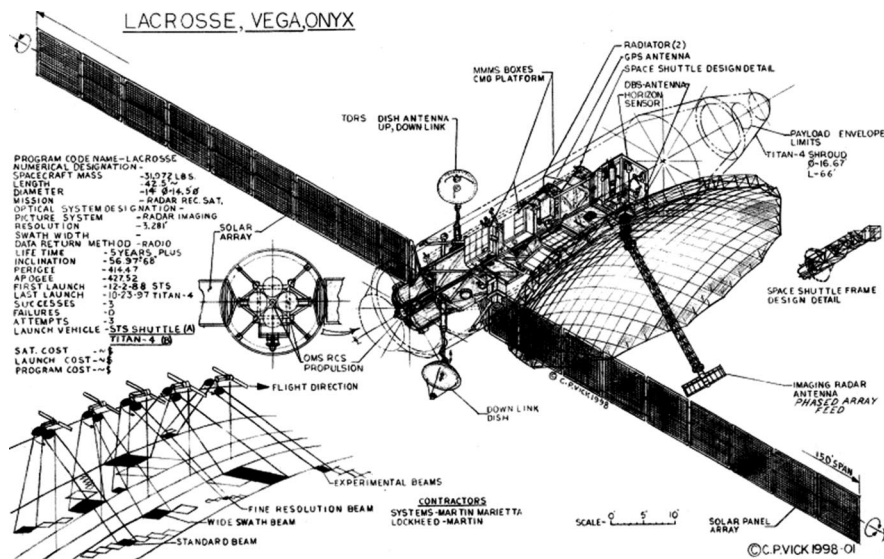 LACROSSE, VEGA, ONYX
RADIATOR (2)
GPS ANTENNA
SPACE SHUTTLE DESIGN DETAIL
MMMS BOXES
CMG PLATFORM
DBS-ANTENNA
HORIZON
SENSOR
TDRS DISH ANTENNA
UP, DOWN LINK
PAYLOAD ENVELOPE
LIMITS
TITAN-4 SHROUD
Ø-16.67'
L-66'
PROGRAM CODE NAME-LACROSSE
NUMERICAL DESIGNATION -
SPACECRAFT MASS -31,972 LBS.
LENGTH -42.5'~
DIAMETER -14' Ø-14.5'Ø
MISSION - RADAR REC. SAT,
OPTICAL SYSTEM DESIGNATION -
PICTURE SYSTEM - RADAR IMAGING
RESOLUTION -3.281'
SWATH WIDTH -
DATA RETURN METHOD -RADIO
LIFE TIME - 5 YEARS PLUS
INCLINATION - 56.97°/68°
PERIGEE -414.47
APOGEE -427.52
FIRST LAUNCH -12-2-88 STS
LAST LAUNCH -10-23-97 TITAN-4
SUCCESSES -3
FAILURES -0
ATTEMPTS -3
LAUNCH VEHICLE -STS SHUTTLE (A)
TITAN-4 (B)
SAT. COST -~$
LAUNCH COST-~$
PROGRAM COST-~$
SOLAR
ARRAY
SPACE SHUTTLE FRAME
DESIGN DETAIL
OMS RCS
PROPULSION
FLIGHT DIRECTION
© C.P. VICK 1998
IMAGING RADAR
ANTENNA
PHASED ARRAY
FEED
DOWN LINK
DISH
150' SPAN
EXPERIMENTAL BEAMS
FINE RESOLUTION BEAM
WIDE SWATH BEAM
STANDARD BEAM
CONTRACTORS
SYSTEMS-MARTIN MARIETTA
LOCKHEED-MARTIN
SCALE- 0' 5' 10'
SOLAR PANEL
ARRAY
© C.P. VICK 1998-01